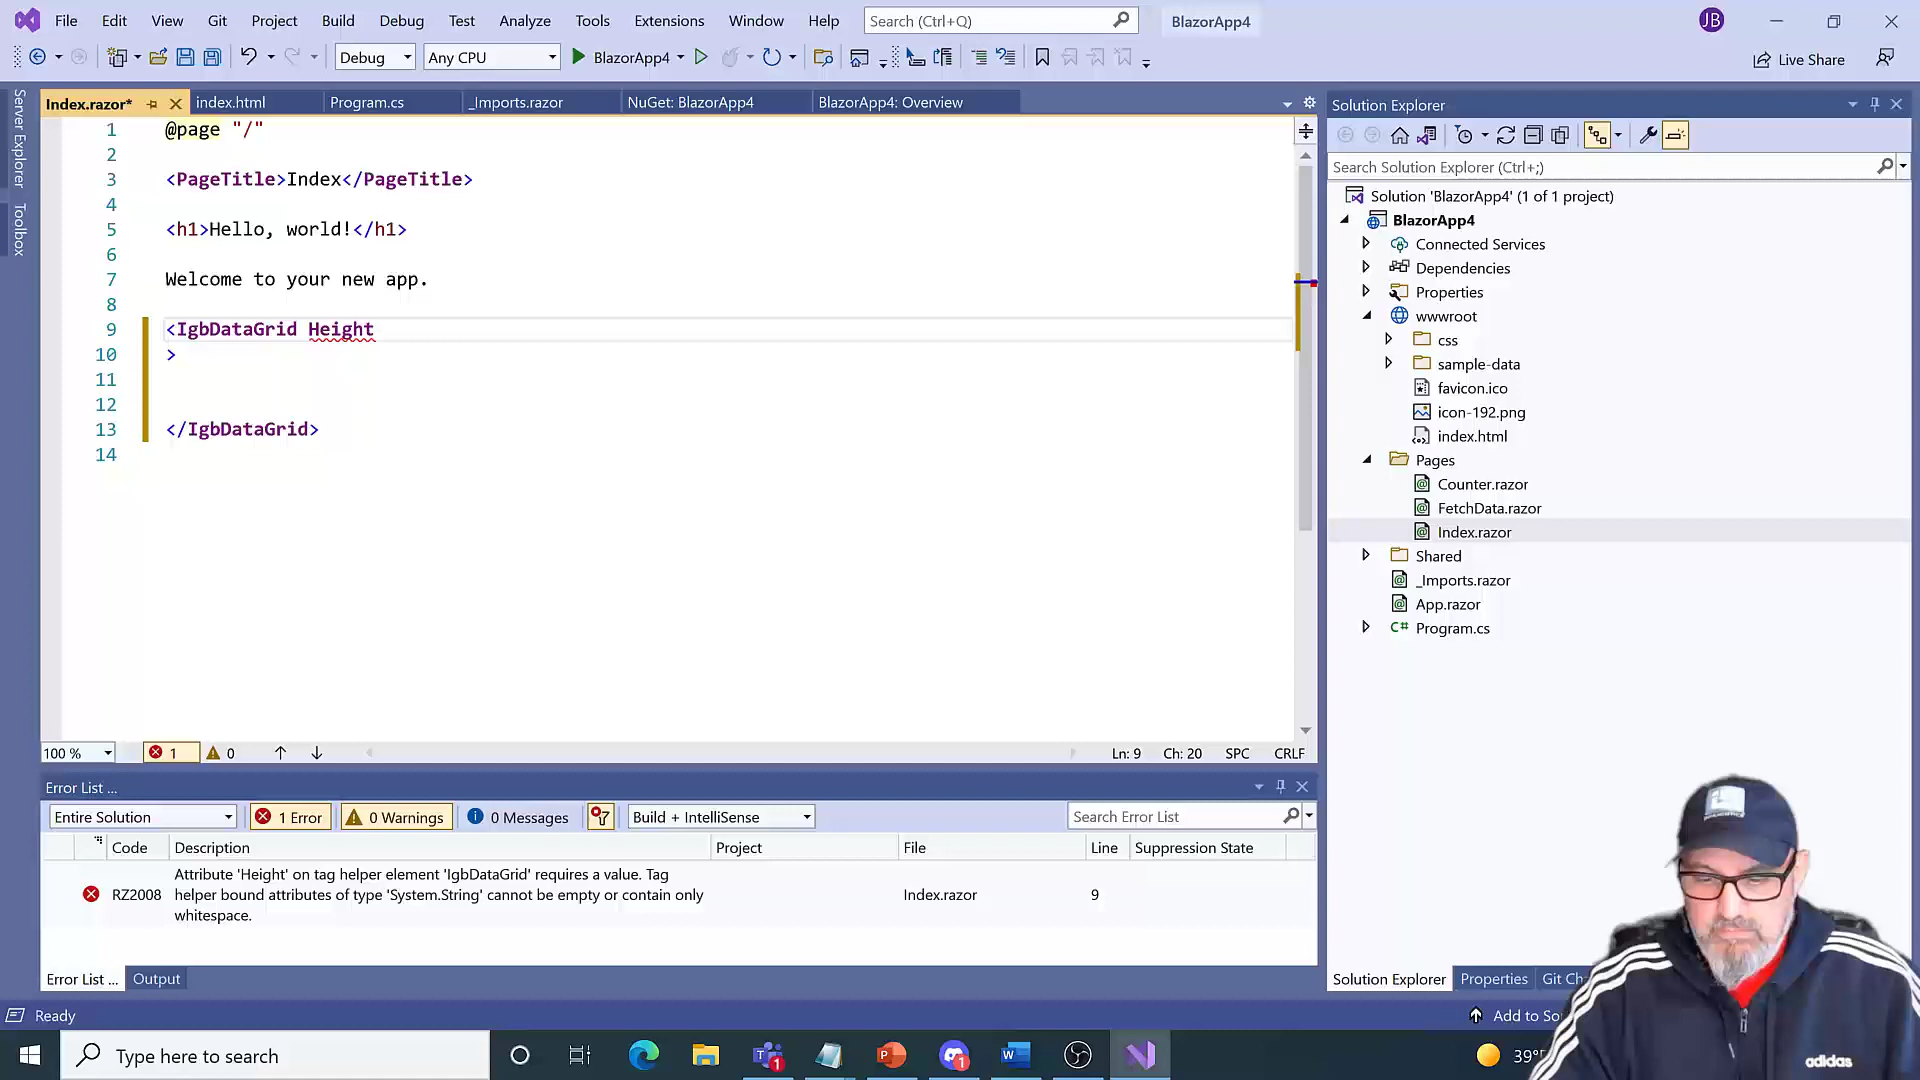 File Edit View Git Project Build Debug Test Analyze Tools Extensions Window Help Search (Ctrl+Q) BlazorApp4 JB
Debug Any CPU BlazorApp4 Live Share
Server Explorer
Toolbox
Index.razor* index.html Program.cs _Imports.razor NuGet: BlazorApp4 BlazorApp4: Overview
1 @page "/"
2
3 <PageTitle>Index</PageTitle>
4
5 <h1>Hello, world!</h1>
6
7 Welcome to your new app.
8
9 <IgbDataGrid Height
10 >
11
12
13 </IgbDataGrid>
14
100 % 1 0 Ln: 9 Ch: 20 SPC CRLF
Error List ...
Entire Solution 1 Error 0 Warnings 0 Messages Build + IntelliSense Search Error List
Code Description Project File Line Suppression State
RZ2008 Attribute 'Height' on tag helper element 'IgbDataGrid' requires a value. Tag
helper bound attributes of type 'System.String' cannot be empty or contain only
whitespace.
Index.razor 9
Error List ... Output
Solution Explorer
Search Solution Explorer (Ctrl+;)
Solution 'BlazorApp4' (1 of 1 project)
BlazorApp4
Connected Services
Dependencies
Properties
wwwroot
css
sample-data
favicon.ico
icon-192.png
index.html
Pages
Counter.razor
FetchData.razor
Index.razor
Shared
_Imports.razor
App.razor
C# Program.cs
Solution Explorer Properties Git Ch
Ready Add to So
Type here to search 1 1 39°
adidas